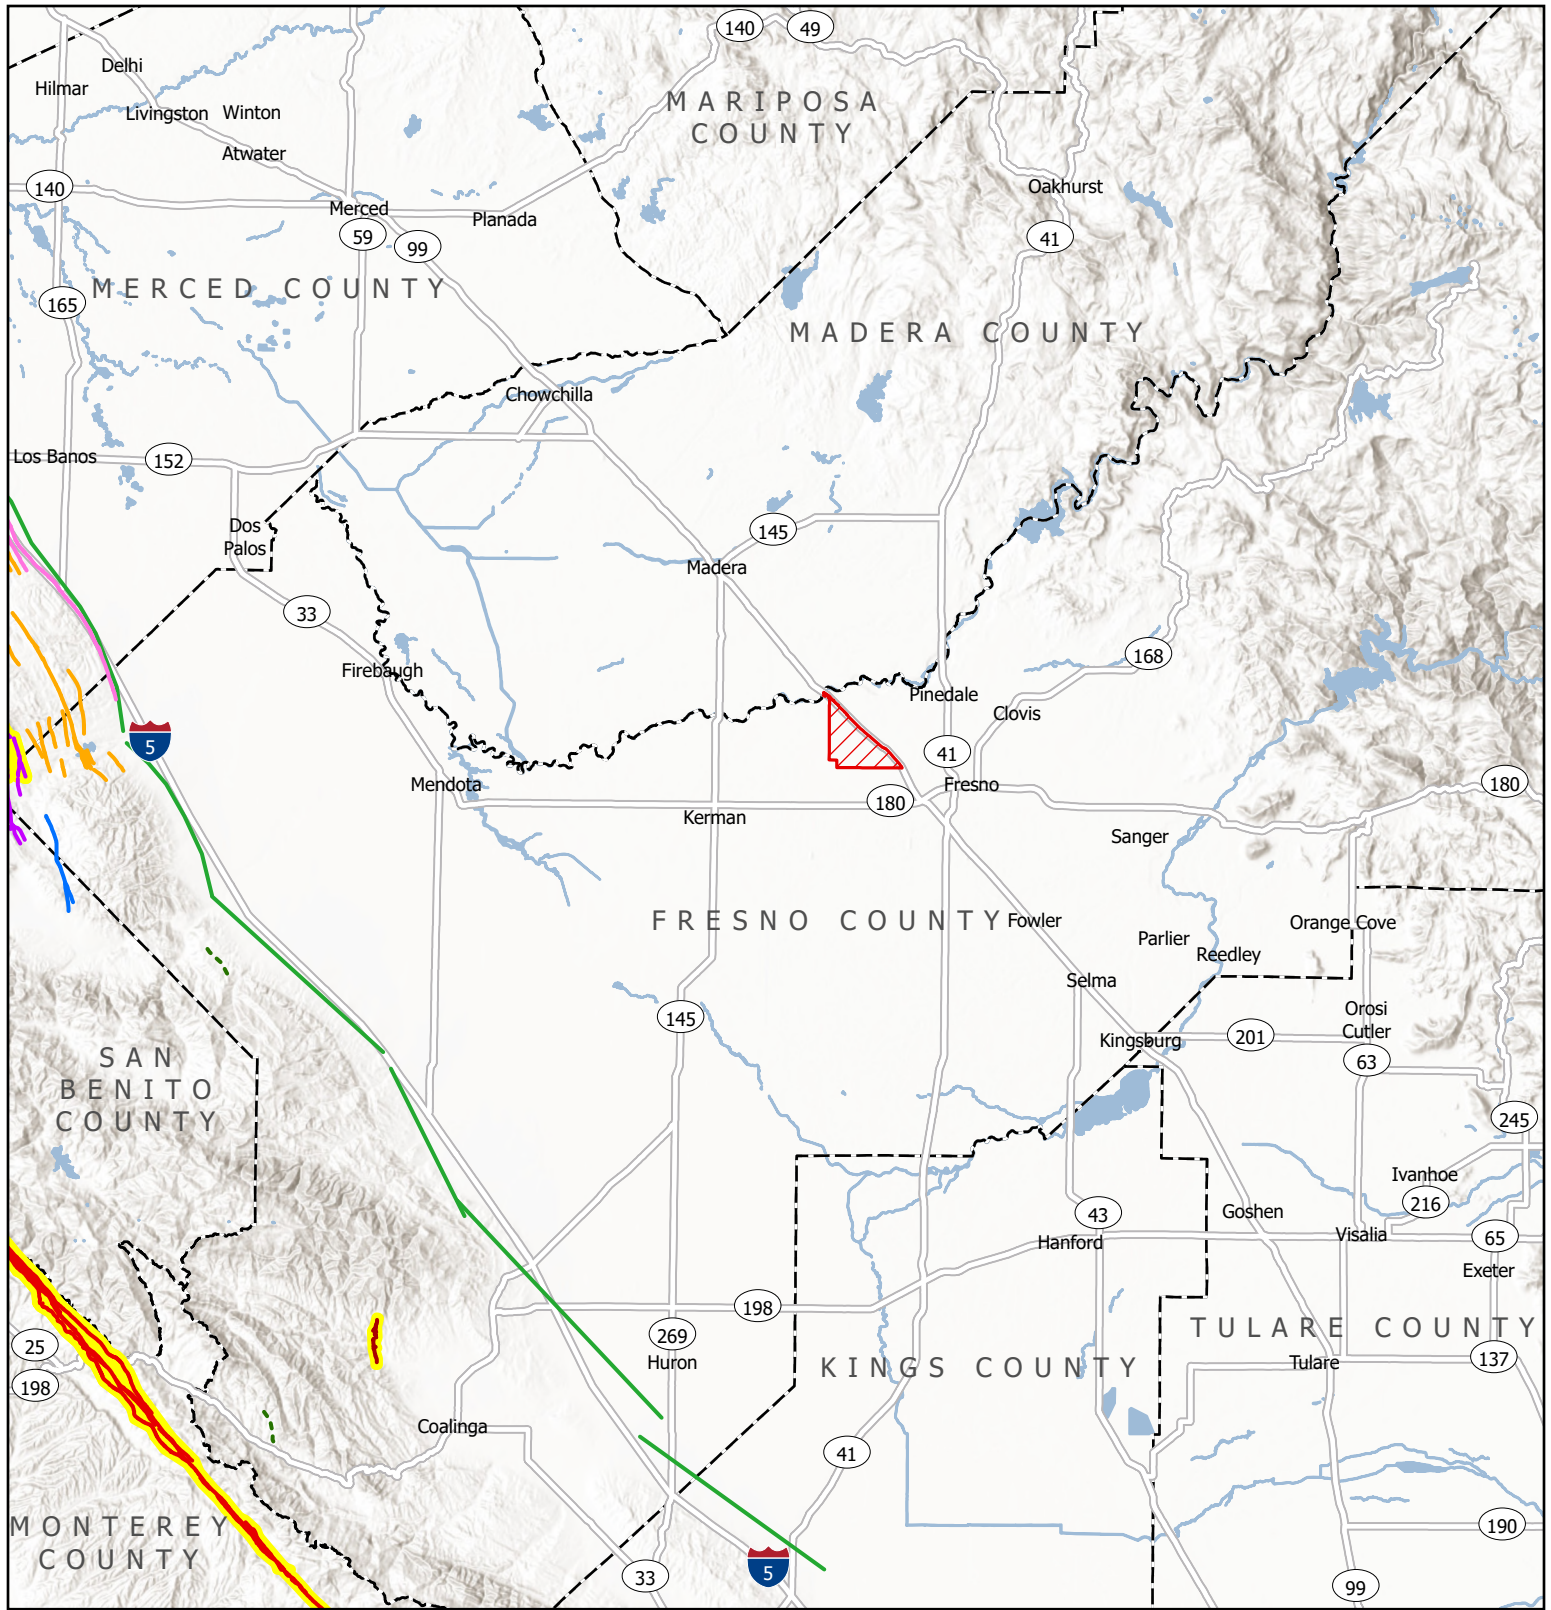 140
49
Delhi
Hilmar
MARIPOSA
COUNTY
Livingston
Winton
Atwater
140
Oakhurst
Merced
Planada
59
99
41
MERCED COUNTY
165
MADERA COUNTY
Chowchilla
Los Banos
152
Dos
Palos
145
Madera
33
168
Firebaugh
Pinedale
Clovis
5
41
Mendota
Fresno
180
180
Kerman
Sanger
FRESNO COUNTY
Fowler
Orange Cove
Parlier
Reedley
Selma
Orosi
Cutler
145
Kingsburg
201
63
SAN
BENITO
COUNTY
245
Ivanhoe
216
43
Goshen
Hanford
Visalia
65
Exeter
198
25
269
Huron
TULARE COUNTY
KINGS COUNTY
Tulare
137
198
Coalinga
41
MONTEREY
COUNTY
190
5
33
99